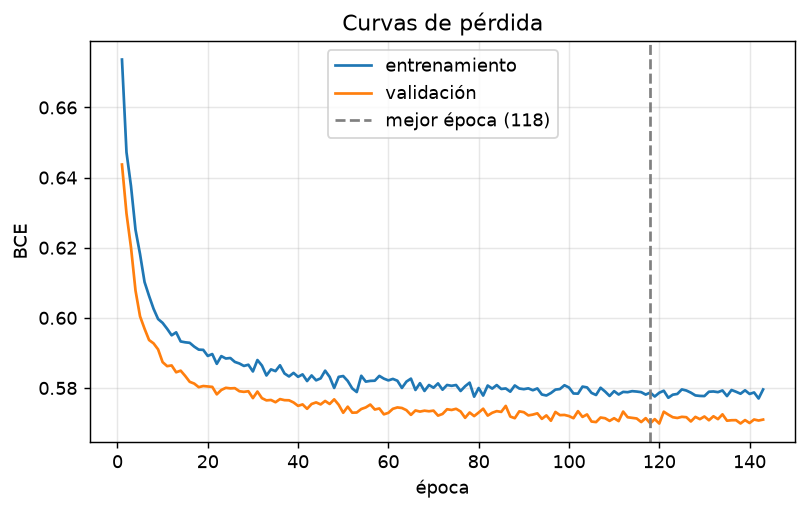 Curvas de pérdida
entrenamiento
validación
mejor época (118)
BCE
0.66
0.64
0.62
0.60
0.58
0 20 40 60 80 100 120 140
época